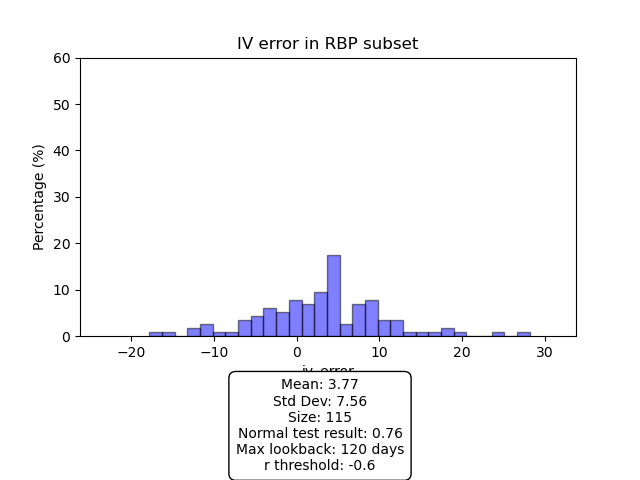 IV error in RBP subset
60
50
40
30
20
10
0
Percentage (%)
−20
−10
0
10
20
30
iv_error
Mean: 3.77
Std Dev: 7.56
Size: 115
Normal test result: 0.76
Max lookback: 120 days
r threshold: -0.6